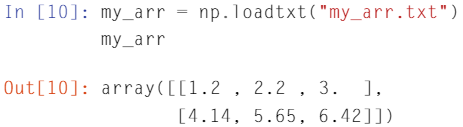 In [10]: my_arr = np.loadtxt("my_arr.txt")
my_arr
Out[10]: array([[1.2 , 2.2 , 3. ],
[4.14, 5.65, 6.42]])